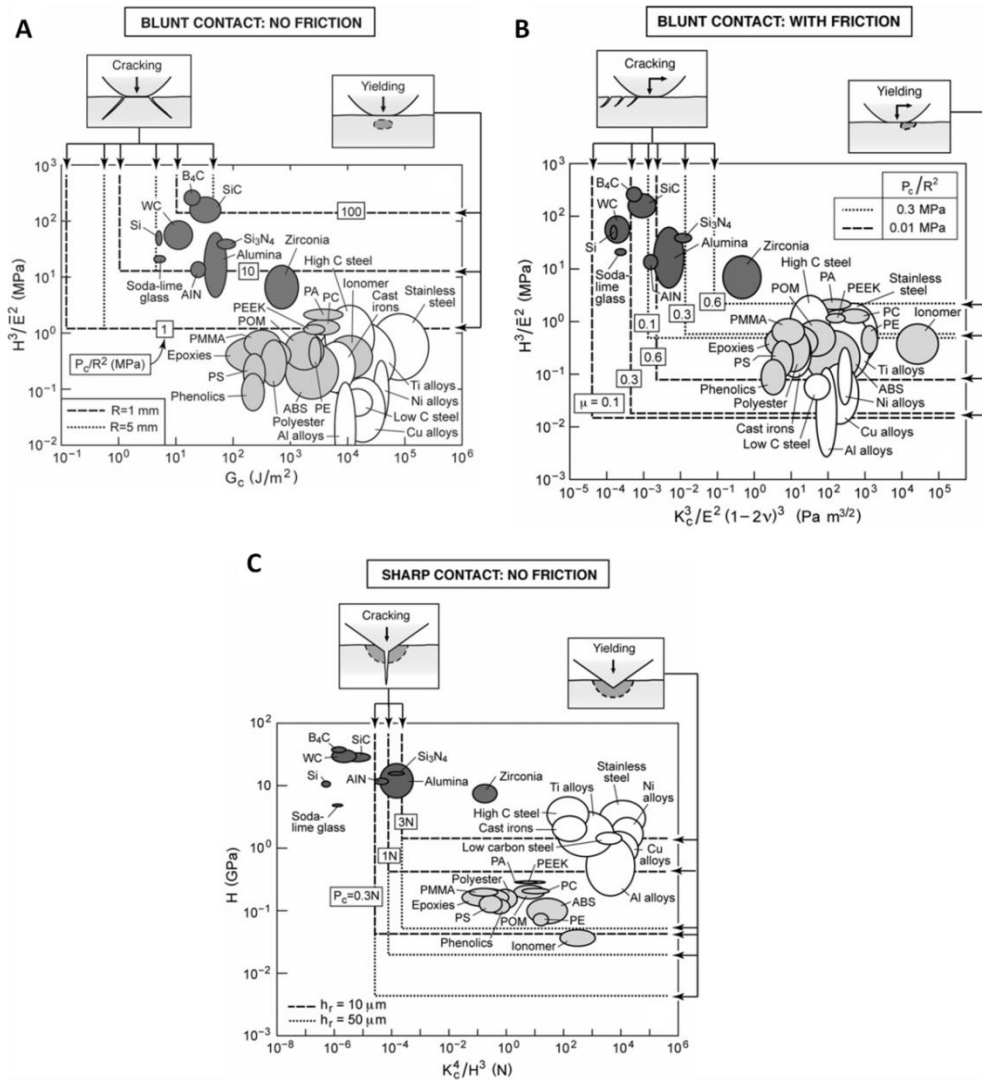 A
BLUNT CONTACT: NO FRICTION
Cracking
Yielding
10³
10²
10¹
10⁰
10⁻¹
10⁻²
H³/E̅² (MPa)
B₄C
SiC
WC
100
Si
Si₃N₄
Zirconia
Alumina
High C steel
Soda-lime
glass
AlN
10
Ionomer
Cast
irons
Stainless
steel
PEEK
PA
PC
POM
1
PMMA
P_c/R² (MPa)
Epoxies
PS
Phenolics
Ti alloys
Ni alloys
R=1 mm
R=5 mm
ABS
PE
Polyester
Low C steel
Al alloys
Cu alloys
10⁻¹
10⁰
10¹
10²
10³
10⁴
10⁵
10⁶
G_c (J/m²)
B
BLUNT CONTACT: WITH FRICTION
Cracking
Yielding
10³
10²
10¹
10⁰
10⁻¹
10⁻²
10⁻³
H³/E̅² (MPa)
P_c/R²
0.3 MPa
0.01 MPa
B₄C
SiC
WC
Si₃N₄
Si
Alumina
Zirconia
Soda-lime
glass
AlN
High C steel
Stainless
steel
POM
PA
PEEK
0.6
0.3
0.1
PMMA
PC
PE
Ionomer
Epoxies
0.6
PS
Ti alloys
Phenolics
0.3
ABS
Polyester
Ni alloys
μ = 0.1
Cast irons
Low C steel
Cu alloys
Al alloys
10⁻⁵
10⁻⁴
10⁻³
10⁻²
10⁻¹
10⁰
10¹
10²
10³
10⁴
10⁵
K_c³/E² (1−2ν)³ (Pa m^3/2)
C
SHARP CONTACT: NO FRICTION
Cracking
Yielding
10²
10
10⁰
10⁻¹
10⁻²
10⁻³
H (GPa)
B₄C
SiC
WC
Si₃N₄
Si
AlN
Alumina
Zirconia
Soda-
lime glass
Stainless
steel
Ti alloys
Ni
alloys
High C steel
3N
Cast irons
Low carbon steel
1N
PA
PEEK
Cu
alloys
Polyester
P_c=0.3N
PMMA
PC
Al alloys
Epoxies
ABS
PS
POM
PE
Phenolics
Ionomer
h_r = 10 μm
h_r = 50 μm
10⁻⁸
10⁻⁶
10⁻⁴
10⁻²
10⁰
10²
10⁴
10⁶
K_c⁴/H³ (N)